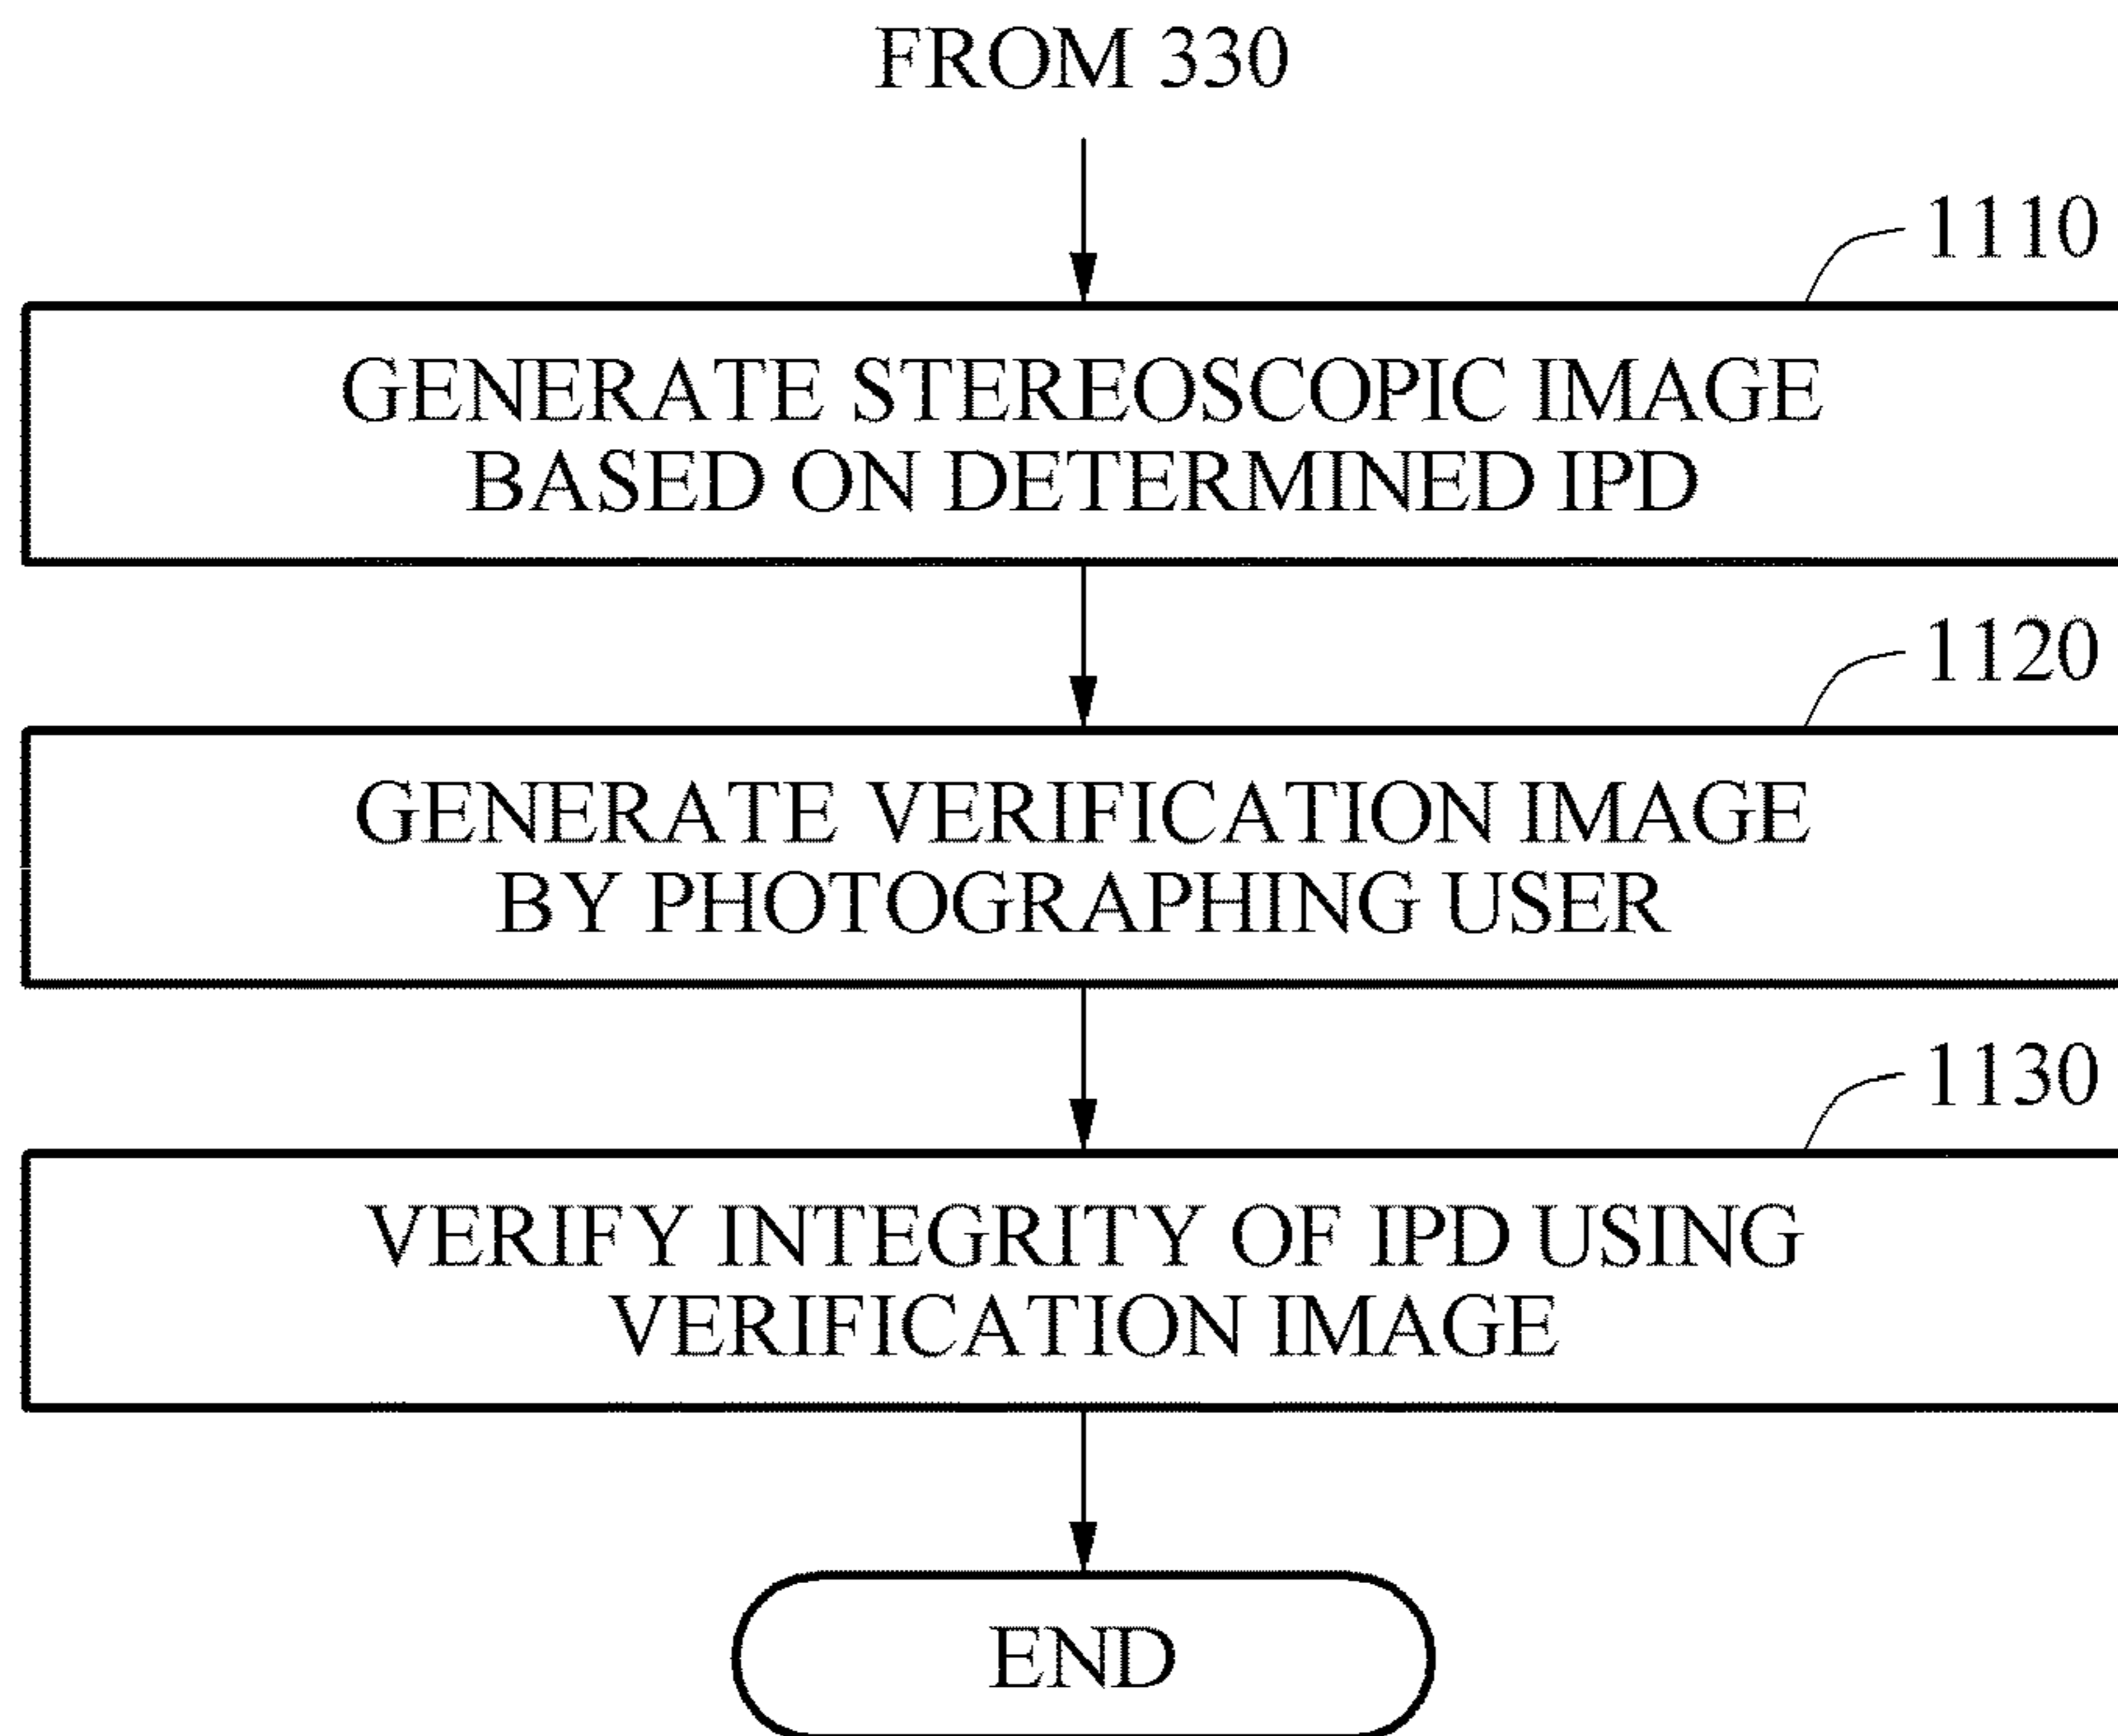 FROM 330
1110
GENERATE STEREOSCOPIC IMAGE
BASED ON DETERMINED IPD
1120
GENERATE VERIFICATION IMAGE
BY PHOTOGRAPHING USER
1130
VERIFY INTEGRITY OF IPD USING
VERIFICATION IMAGE
END